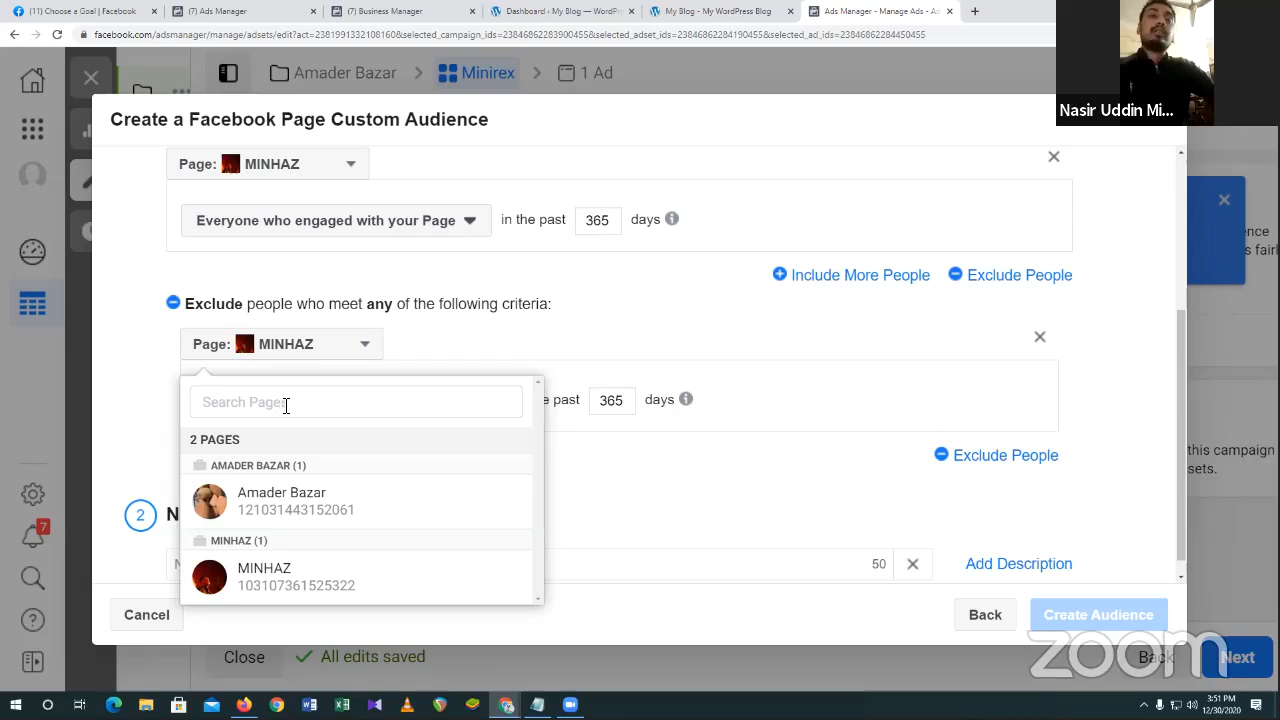 (11) Choose a Goal | Facebook
(7) Ads Manager
(7) Business Manager
Dashboard ‹ My Blog — WordPr
My Blog - My WordPress Blog
Ads Manager - Manage Ads - Ad
facebook.com/adsmanager/manage/assets/edit?act=2381991332108160&selected_campaign_ids=23846862283900455&selected_adset_ids=23846862284190455&selected_ad_ids=23846862284450455
Amader Bazar
Minirex
1 Ad
Nasir Uddin Mi...
Create a Facebook Page Custom Audience
Page: MINHAZ
Everyone who engaged with your Page in the past 365 days
Include More People Exclude People
Exclude people who meet any of the following criteria:
Page: MINHAZ
Search Pages
e past 365 days
2 PAGES
AMADER BAZAR (1)
Amader Bazar
121031443152061
MINHAZ (1)
MINHAZ
103107361525322
Exclude People
2 N
50
Add Description
Cancel
Back
Create Audience
ence
s fairl
this campaign
sets.
7
Close
All edits saved
Back
Next
zoom
3:51 PM
12/30/2020